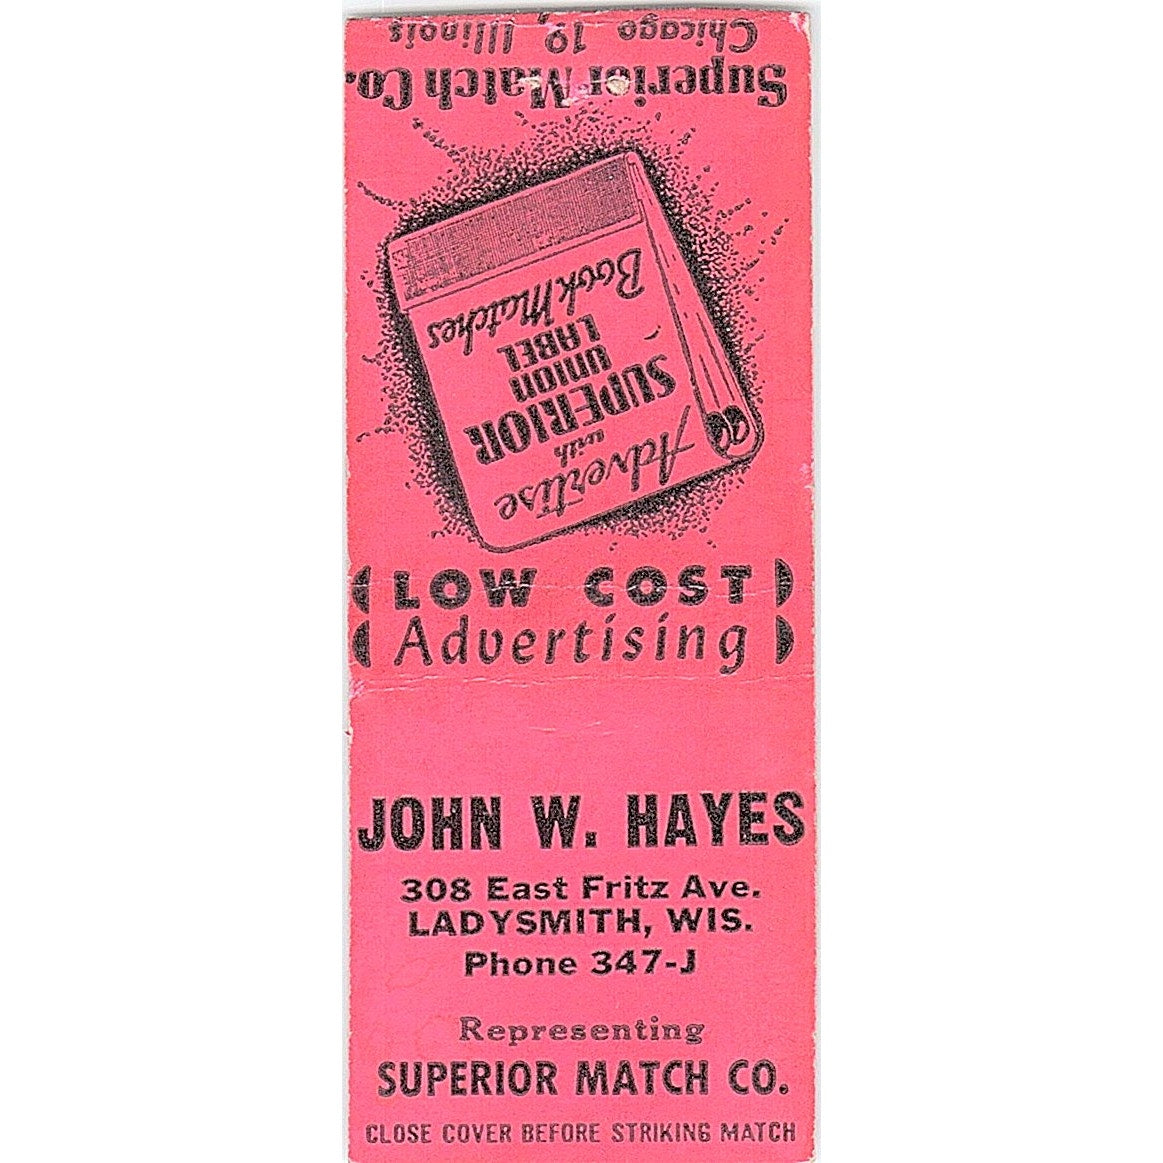 Superior Match Co.
Chicago 19, Illinois
Advertise
with
SUPERIOR
UNION
LABEL
Book Matches
LOW COST
Advertising
JOHN W. HAYES
308 East Fritz Ave.
LADYSMITH, WIS.
Phone 347-J
Representing
SUPERIOR MATCH CO.
CLOSE COVER BEFORE STRIKING MATCH